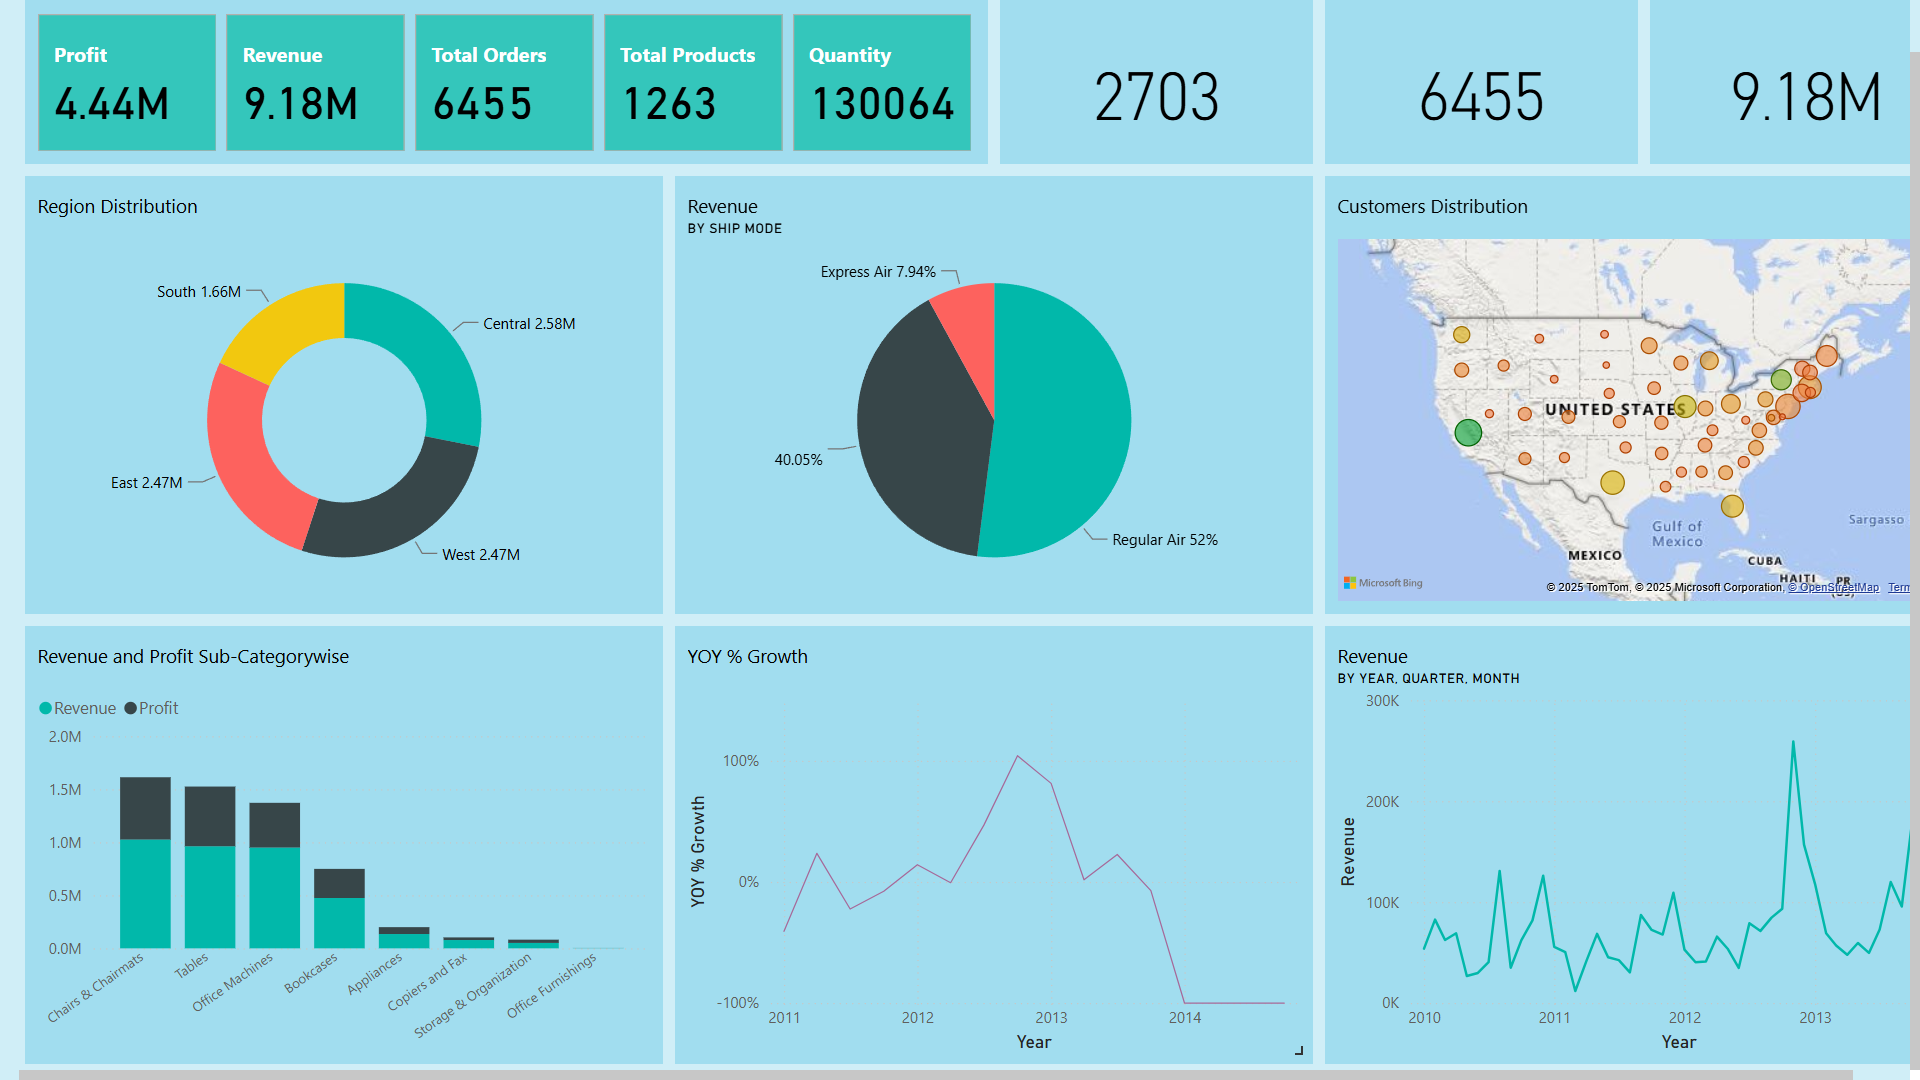 Profit
4.44M
Revenue
9.18M
Total Orders
6455
Total Products
1263
Quantity
130064
2703
6455
9.18M
Region Distribution
South 1.66M
Central 2.58M
East 2.47M
West 2.47M
Revenue
BY SHIP MODE
Express Air 7.94%
40.05%
Regular Air 52%
Customers Distribution
UNITED STATES
Gulf of
Mexico
Sargasso
MEXICO
CUBA
HAITI
PR
Microsoft Bing
© 2025 TomTom, © 2025 Microsoft Corporation, © OpenStreetMap Term
Revenue and Profit Sub-Categorywise
Revenue Profit
2.0M
1.5M
1.0M
0.5M
0.0M
Chairs & Chairmats
Tables
Office Machines
Bookcases
Appliances
Copiers and Fax
Storage & Organization
Office Furnishings
YOY % Growth
YOY % Growth
100%
0%
-100%
2011 2012 2013 2014
Year
Revenue
BY YEAR, QUARTER, MONTH
Revenue
300K
200K
100K
0K
2010 2011 2012 2013
Year